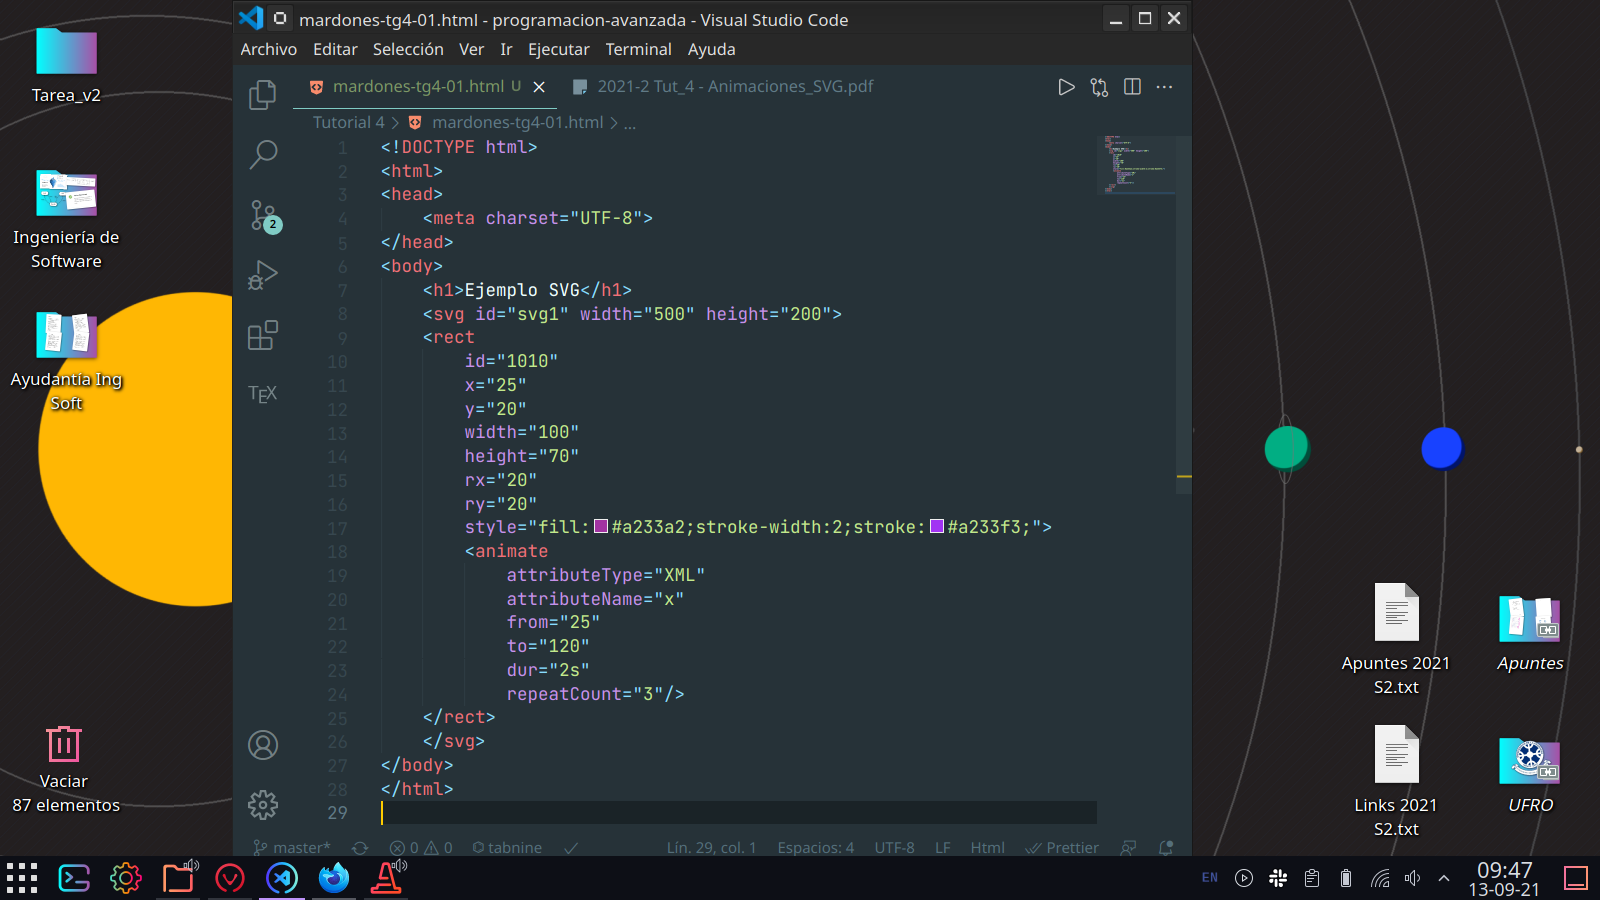 mardones-tg4-01.html - programacion-avanzada - Visual Studio Code
Archivo Editar Selección Ver Ir Ejecutar Terminal Ayuda
mardones-tg4-01.html U
2021-2 Tut_4 - Animaciones_SVG.pdf
Tutorial 4 > mardones-tg4-01.html > ...
1 <!DOCTYPE html>
2 <html>
3 <head>
4 <meta charset="UTF-8">
5 </head>
6 <body>
7 <h1>Ejemplo SVG</h1>
8 <svg id="svg1" width="500" height="200">
9 <rect
10 id="1010"
11 x="25"
12 y="20"
13 width="100"
14 height="70"
15 rx="20"
16 ry="20"
17 style="fill:#a233a2;stroke-width:2;stroke:#a233f3;">
18 <animate
19 attributeType="XML"
20 attributeName="x"
21 from="25"
22 to="120"
23 dur="2s"
24 repeatCount="3"/>
25 </rect>
26 </svg>
27 </body>
28 </html>
29
2
TEX
master* 0 0 tabnine Lín. 29, col. 1 Espacios: 4 UTF-8 LF Html Prettier
Tarea_v2
Ingeniería de
Software
Ayudantía Ing
Soft
Vaciar
87 elementos
Apuntes 2021
S2.txt
Apuntes
Links 2021
S2.txt
UFRO
EN
09:47
13-09-21